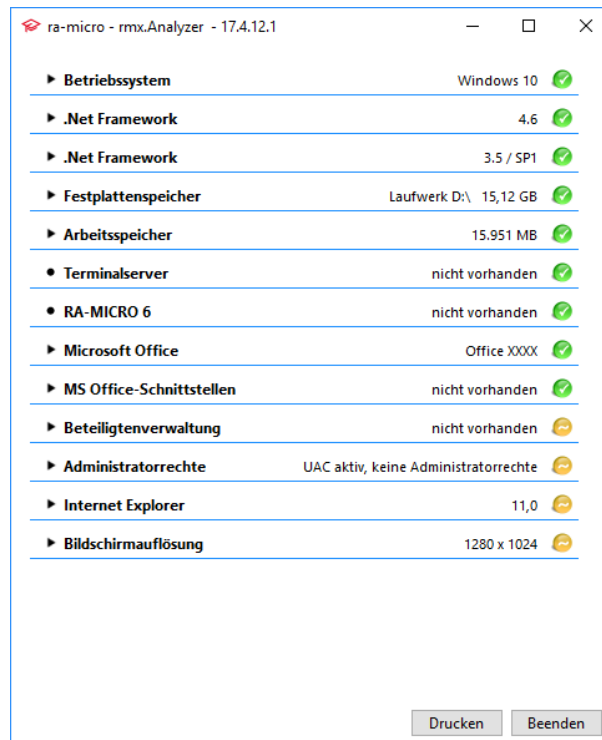 ra-micro - rmx.Analyzer - 17.4.12.1
Betriebssystem Windows 10
.Net Framework 4.6
.Net Framework 3.5 / SP1
Festplattenspeicher Laufwerk D:\ 15,12 GB
Arbeitsspeicher 15.951 MB
Terminalserver nicht vorhanden
RA-MICRO 6 nicht vorhanden
Microsoft Office Office XXXX
MS Office-Schnittstellen nicht vorhanden
Beteiligtenverwaltung nicht vorhanden
Administratorrechte UAC aktiv, keine Administratorrechte
Internet Explorer 11,0
Bildschirmauflösung 1280 x 1024
Drucken Beenden